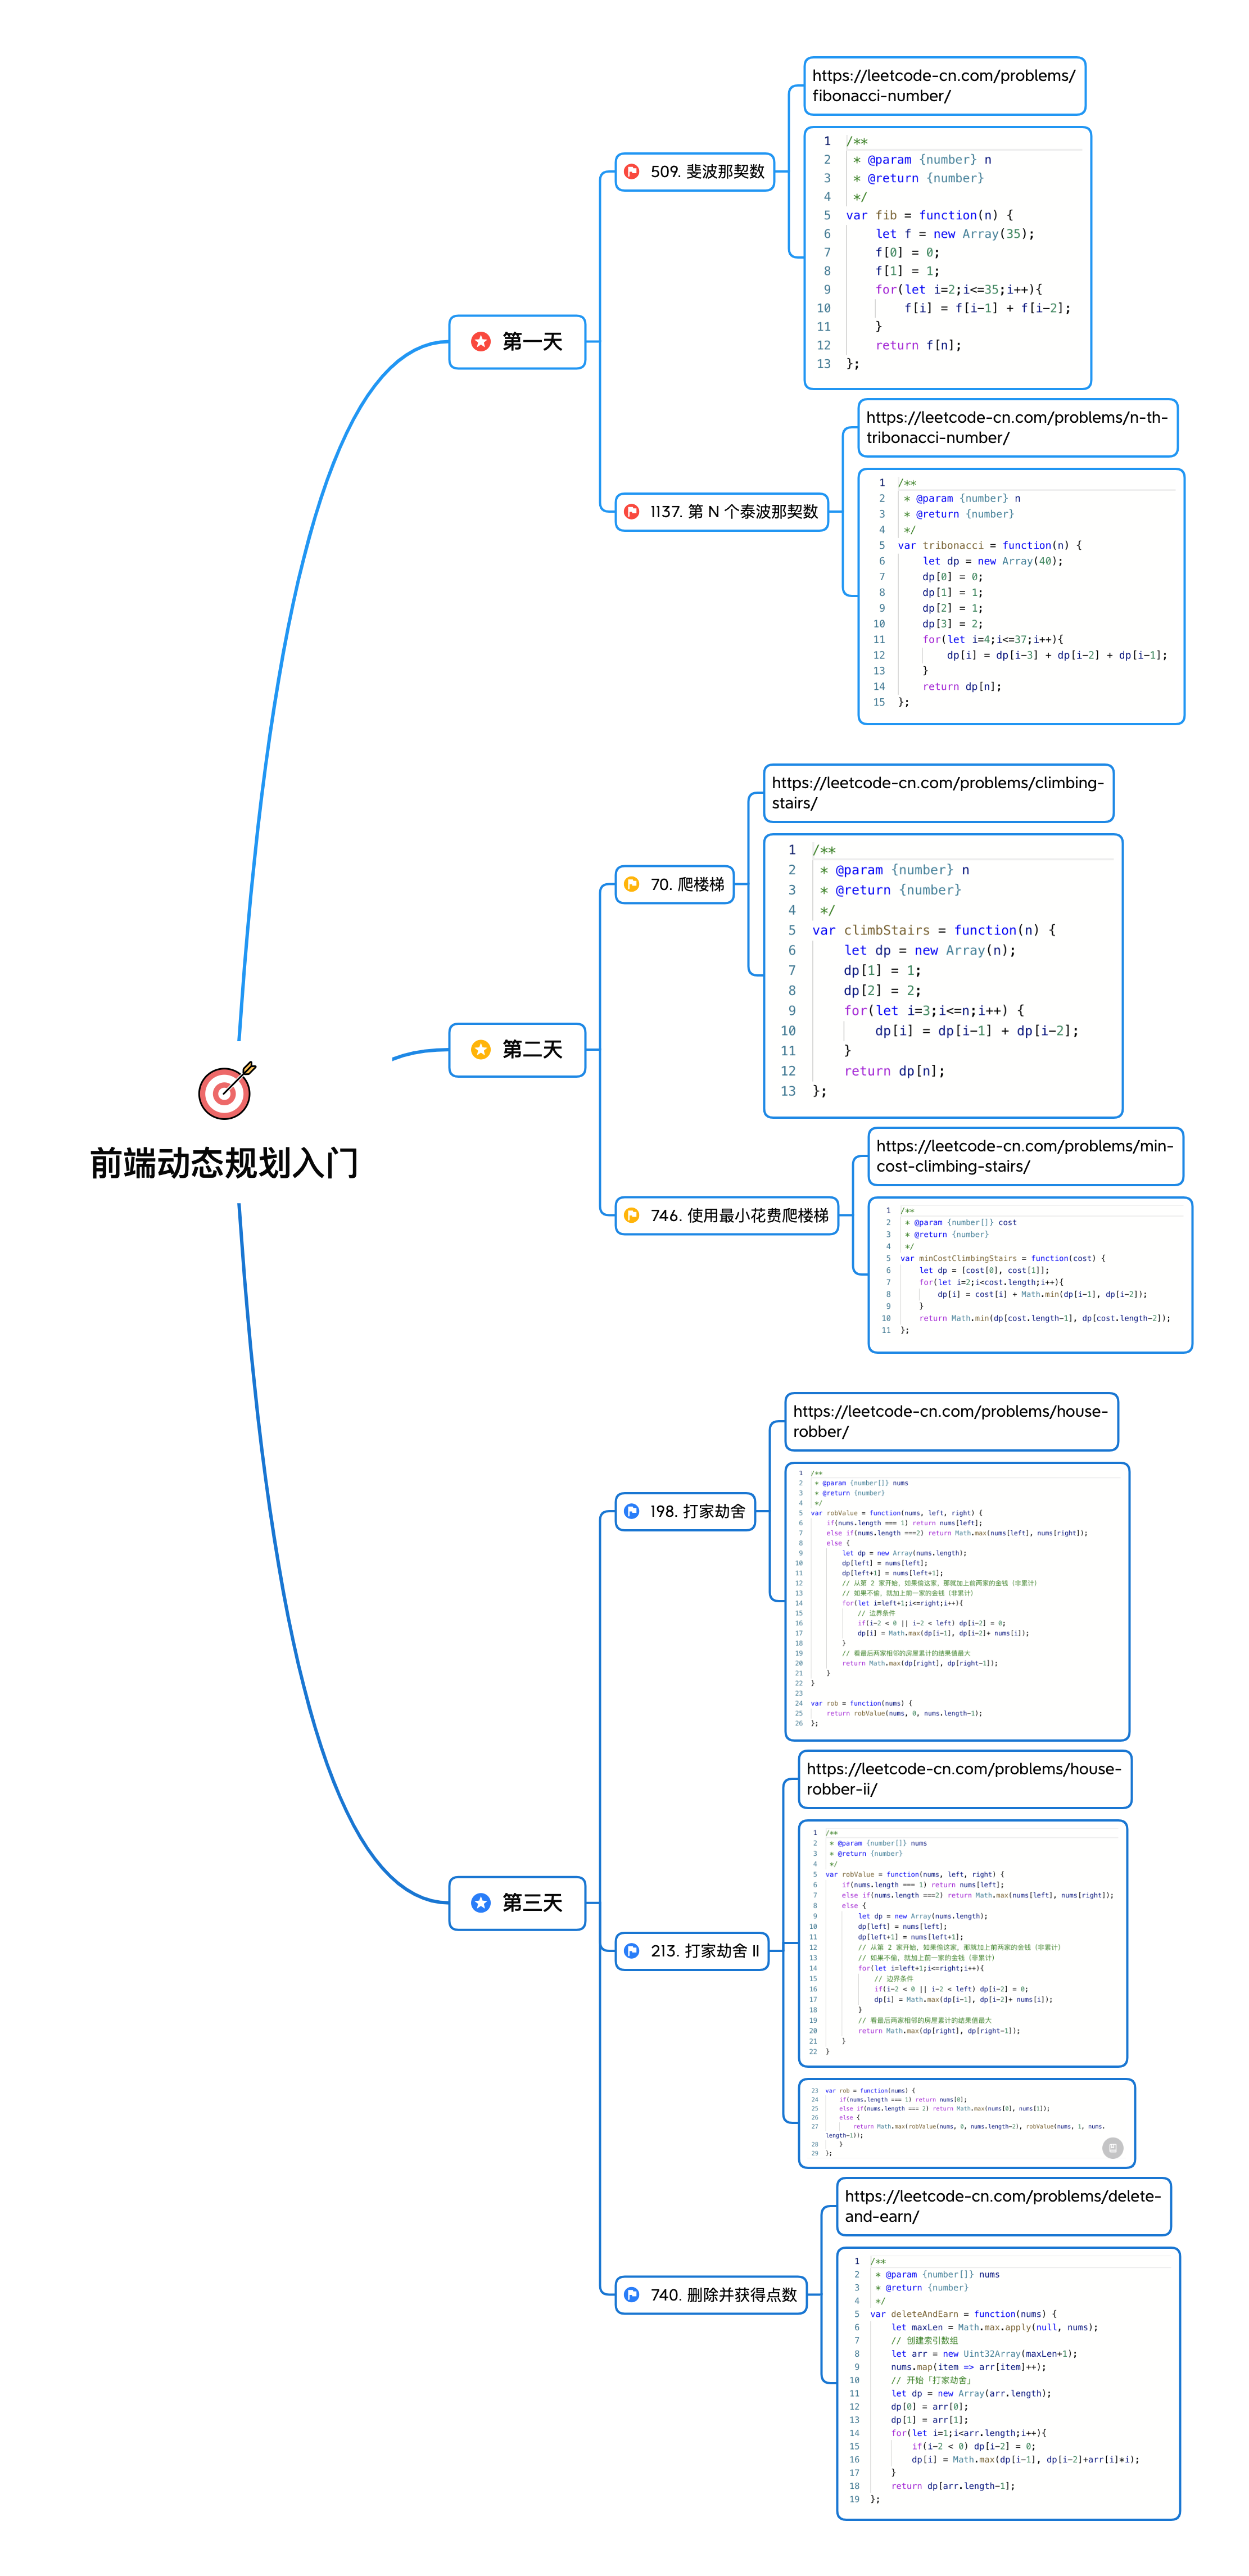 前端动态规划入门
第一天
509. 斐波那契数
https://leetcode-cn.com/problems/
fibonacci-number/
1 /**
2  * @param {number} n
3  * @return {number}
4  */
5 var fib = function(n) {
6     let f = new Array(35);
7     f[0] = 0;
8     f[1] = 1;
9     for(let i=2;i<=35;i++){
10         f[i] = f[i-1] + f[i-2];
11     }
12     return f[n];
13 };
1137. 第 N 个泰波那契数
https://leetcode-cn.com/problems/n-th-
tribonacci-number/
1 /**
2  * @param {number} n
3  * @return {number}
4  */
5 var tribonacci = function(n) {
6     let dp = new Array(40);
7     dp[0] = 0;
8     dp[1] = 1;
9     dp[2] = 1;
10     dp[3] = 2;
11     for(let i=4;i<=37;i++){
12         dp[i] = dp[i-3] + dp[i-2] + dp[i-1];
13     }
14     return dp[n];
15 };
第二天
70. 爬楼梯
https://leetcode-cn.com/problems/climbing-
stairs/
1 /**
2  * @param {number} n
3  * @return {number}
4  */
5 var climbStairs = function(n) {
6     let dp = new Array(n);
7     dp[1] = 1;
8     dp[2] = 2;
9     for(let i=3;i<=n;i++) {
10         dp[i] = dp[i-1] + dp[i-2];
11     }
12     return dp[n];
13 };
746. 使用最小花费爬楼梯
https://leetcode-cn.com/problems/min-
cost-climbing-stairs/
1 /**
2  * @param {number[]} cost
3  * @return {number}
4  */
5 var minCostClimbingStairs = function(cost) {
6     let dp = [cost[0], cost[1]];
7     for(let i=2;i<cost.length;i++){
8         dp[i] = cost[i] + Math.min(dp[i-1], dp[i-2]);
9     }
10     return Math.min(dp[cost.length-1], dp[cost.length-2]);
11 };
第三天
198. 打家劫舍
https://leetcode-cn.com/problems/house-
robber/
1 /**
2  * @param {number[]} nums
3  * @return {number}
4  */
5 var robValue = function(nums, left, right) {
6     if(nums.length === 1) return nums[left];
7     else if(nums.length ===2) return Math.max(nums[left], nums[right]);
8     else {
9         let dp = new Array(nums.length);
10         dp[left] = nums[left];
11         dp[left+1] = nums[left+1];
12         // 从第 2 家开始，如果偷这家，那就加上前两家的金钱（非累计）
13         // 如果不偷，就加上前一家的金钱（非累计）
14         for(let i=left+1;i<=right;i++){
15             // 边界条件
16             if(i-2 < 0 || i-2 < left) dp[i-2] = 0;
17             dp[i] = Math.max(dp[i-1], dp[i-2]+ nums[i]);
18         }
19         // 看最后两家相邻的房屋累计的结果值最大
20         return Math.max(dp[right], dp[right-1]);
21     }
22 }
23
24 var rob = function(nums) {
25     return robValue(nums, 0, nums.length-1);
26 };
213. 打家劫舍 II
https://leetcode-cn.com/problems/house-
robber-ii/
1 /**
2  * @param {number[]} nums
3  * @return {number}
4  */
5 var robValue = function(nums, left, right) {
6     if(nums.length === 1) return nums[left];
7     else if(nums.length ===2) return Math.max(nums[left], nums[right]);
8     else {
9         let dp = new Array(nums.length);
10         dp[left] = nums[left];
11         dp[left+1] = nums[left+1];
12         // 从第 2 家开始，如果偷这家，那就加上前两家的金钱（非累计）
13         // 如果不偷，就加上前一家的金钱（非累计）
14         for(let i=left+1;i<=right;i++){
15             // 边界条件
16             if(i-2 < 0 || i-2 < left) dp[i-2] = 0;
17             dp[i] = Math.max(dp[i-1], dp[i-2]+ nums[i]);
18         }
19         // 看最后两家相邻的房屋累计的结果值最大
20         return Math.max(dp[right], dp[right-1]);
21     }
22 }
23 var rob = function(nums) {
24     if(nums.length === 1) return nums[0];
25     else if(nums.length === 2) return Math.max(nums[0], nums[1]);
26     else {
27         return Math.max(robValue(nums, 0, nums.length-2), robValue(nums, 1, nums.
length-1));
28     }
29 };
740. 删除并获得点数
https://leetcode-cn.com/problems/delete-
and-earn/
1 /**
2  * @param {number[]} nums
3  * @return {number}
4  */
5 var deleteAndEarn = function(nums) {
6     let maxLen = Math.max.apply(null, nums);
7     // 创建索引数组
8     let arr = new Uint32Array(maxLen+1);
9     nums.map(item => arr[item]++);
10     // 开始「打家劫舍」
11     let dp = new Array(arr.length);
12     dp[0] = arr[0];
13     dp[1] = arr[1];
14     for(let i=1;i<arr.length;i++){
15         if(i-2 < 0) dp[i-2] = 0;
16         dp[i] = Math.max(dp[i-1], dp[i-2]+arr[i]*i);
17     }
18     return dp[arr.length-1];
19 };